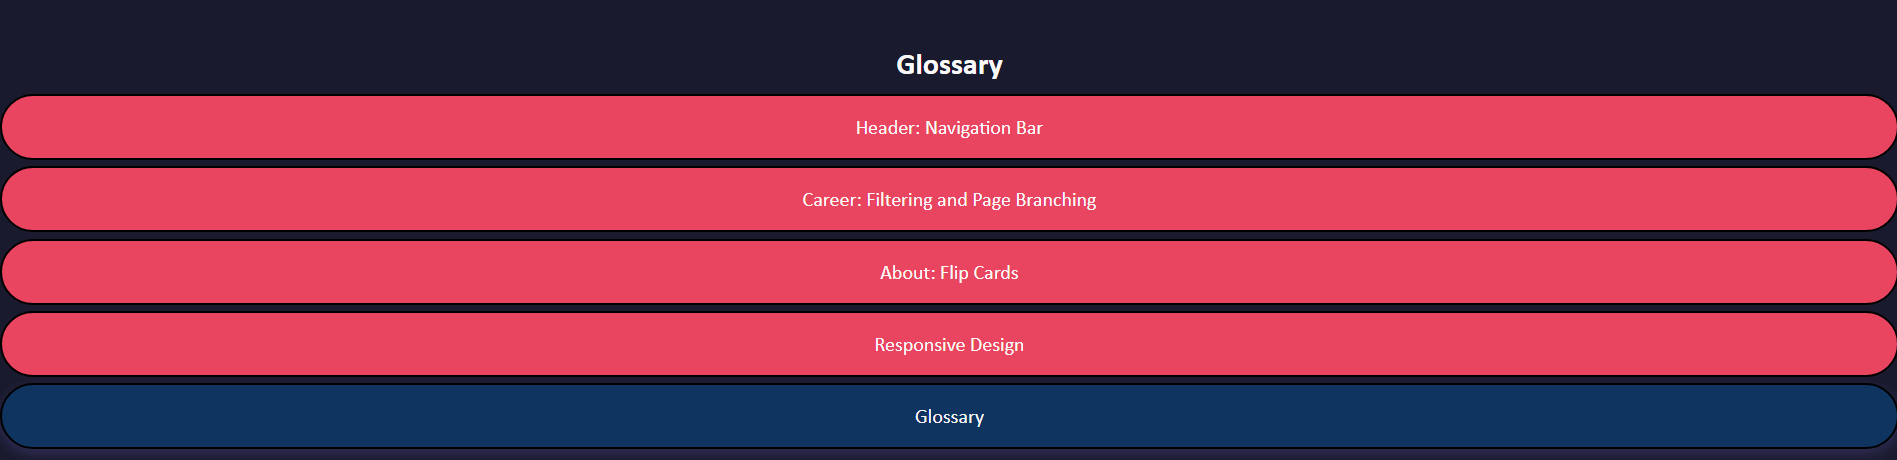 Glossary
Header: Navigation Bar
Career: Filtering and Page Branching
About: Flip Cards
Responsive Design
Glossary